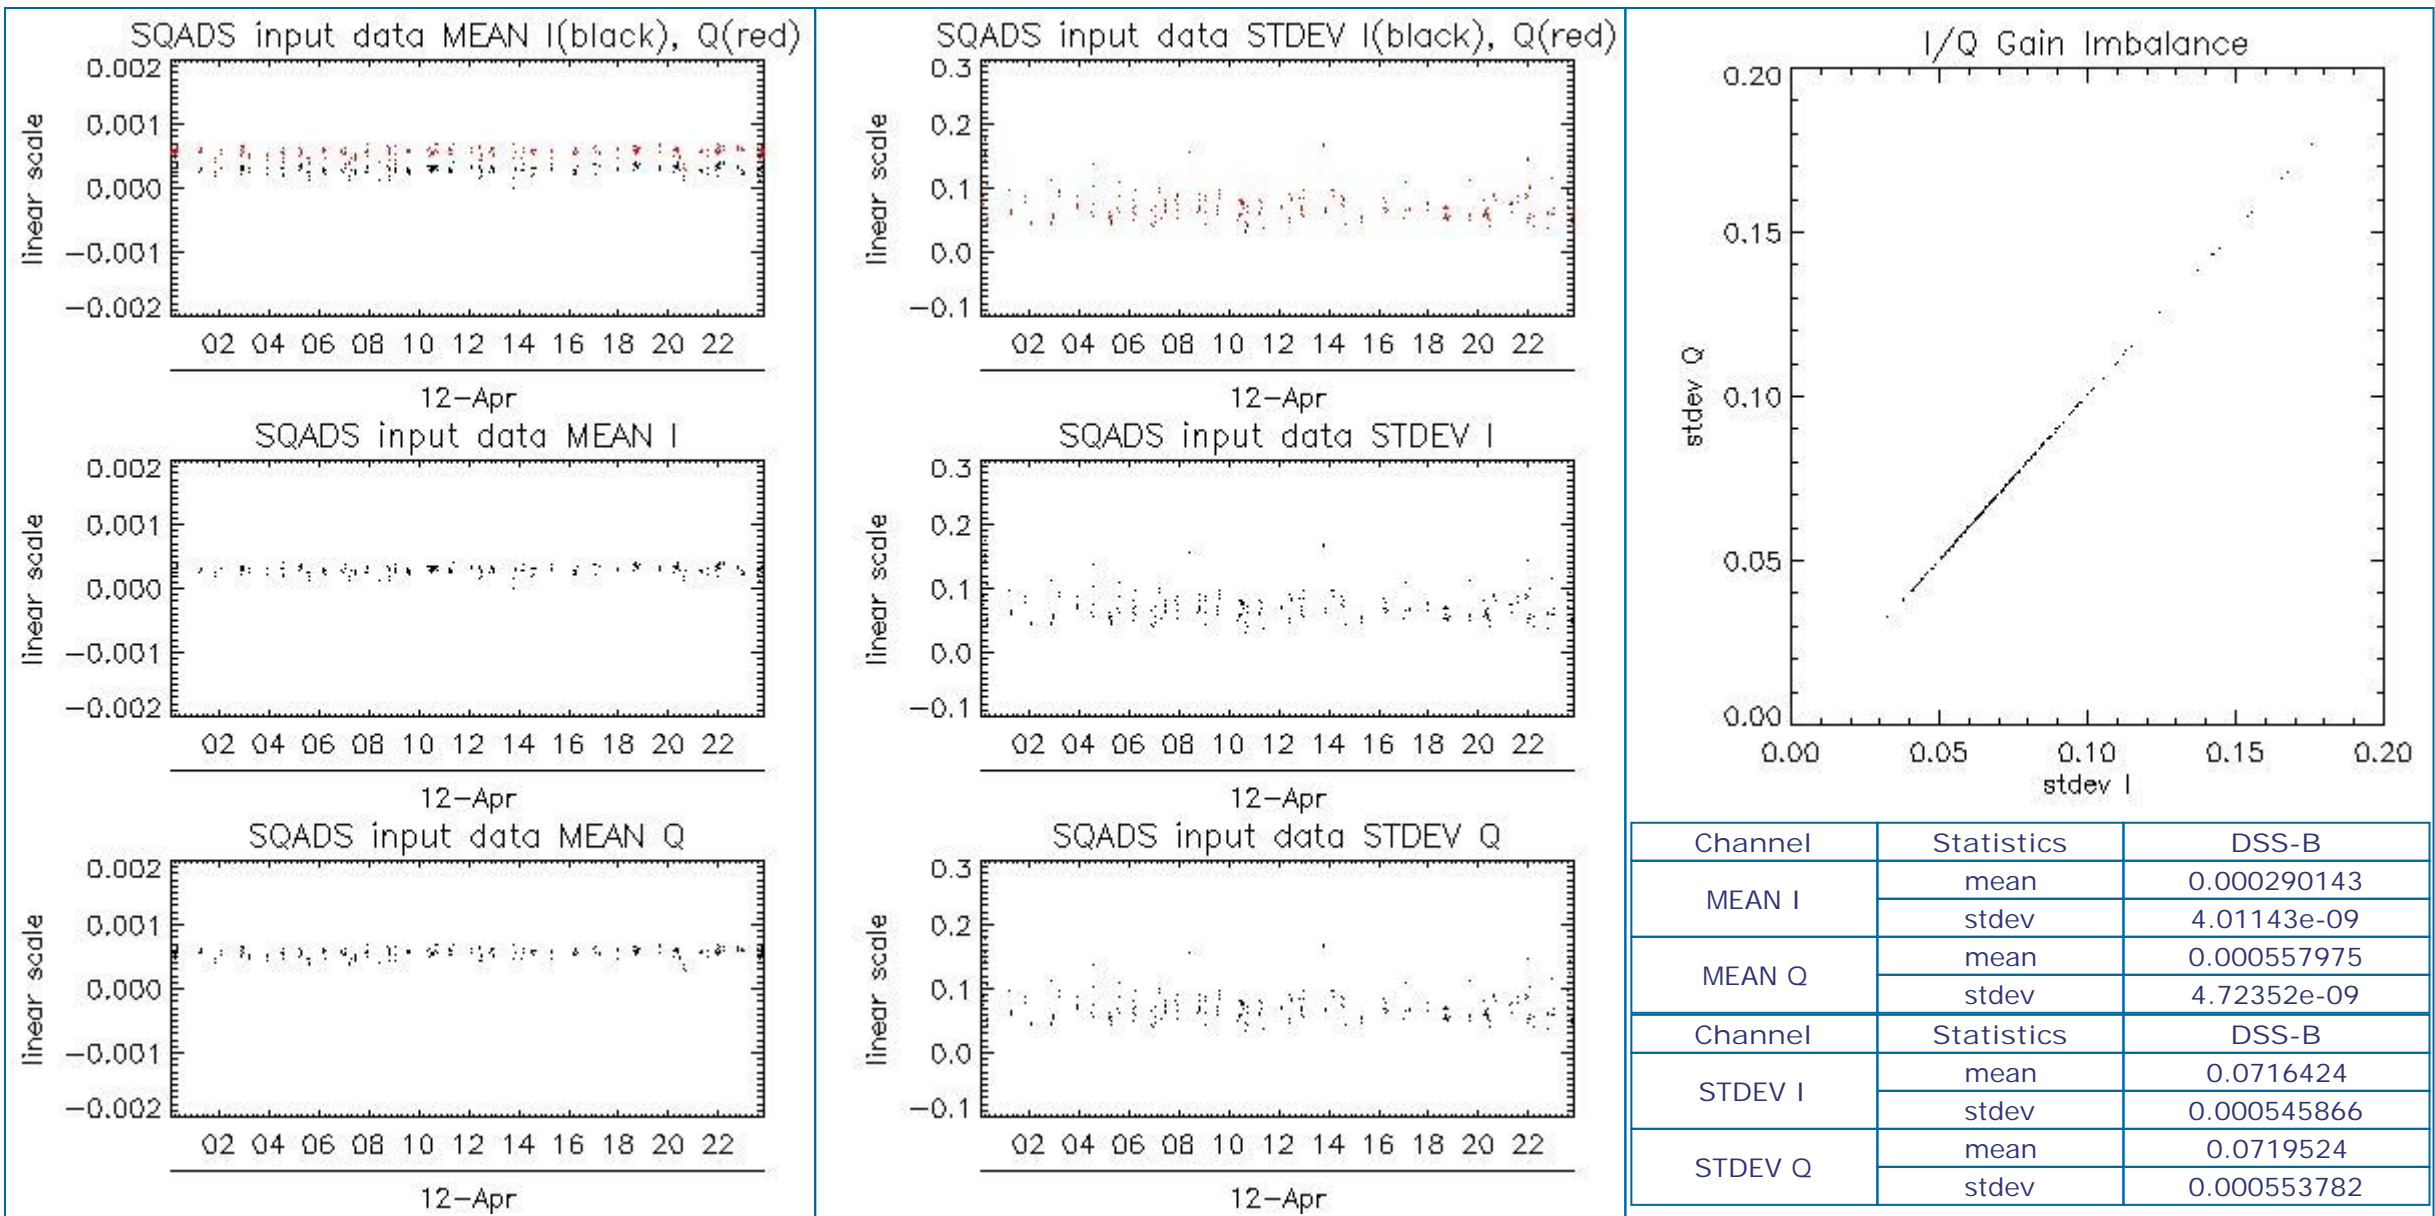 SQADS input data MEAN I(black), Q(red)
0.002
0.001
0.000
-0.001
-0.002
linear scale
02 04 06 08 10 12 14 16 18 20 22
12-Apr
SQADS input data MEAN I
0.002
0.001
0.000
-0.001
-0.002
linear scale
02 04 06 08 10 12 14 16 18 20 22
12-Apr
SQADS input data MEAN Q
0.002
0.001
0.000
-0.001
-0.002
linear scale
02 04 06 08 10 12 14 16 18 20 22
12-Apr
SQADS input data STDEV I(black), Q(red)
0.3
0.2
0.1
0.0
-0.1
linear scale
02 04 06 08 10 12 14 16 18 20 22
12-Apr
SQADS input data STDEV I
0.3
0.2
0.1
0.0
-0.1
linear scale
02 04 06 08 10 12 14 16 18 20 22
12-Apr
SQADS input data STDEV Q
0.3
0.2
0.1
0.0
-0.1
linear scale
02 04 06 08 10 12 14 16 18 20 22
12-Apr
I/Q Gain Imbalance
0.20
0.15
0.10
0.05
0.00
stdev Q
0.00 0.05 0.10 0.15 0.20
stdev I
Channel Statistics DSS-B
MEAN I
mean 0.000290143
stdev 4.01143e-09
MEAN Q
mean 0.000557975
stdev 4.72352e-09
Channel Statistics DSS-B
STDEV I
mean 0.0716424
stdev 0.000545866
STDEV Q
mean 0.0719524
stdev 0.000553782